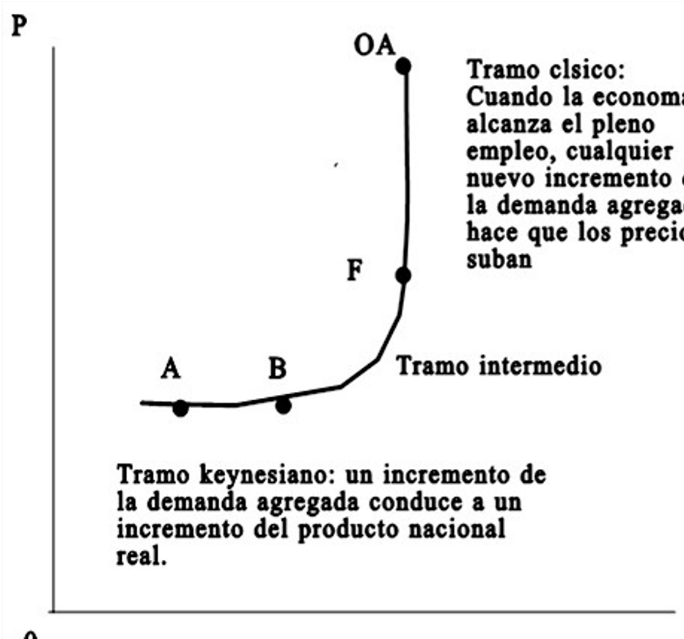 P
OA
Tramo clsico:
Cuando la econom
alcanza el pleno
empleo, cualquier
nuevo incremento
la demanda agrega
hace que los preci
suban
F
Tramo intermedio
A
B
Tramo keynesiano: un incremento de
la demanda agregada conduce a un
incremento del producto nacional
real.